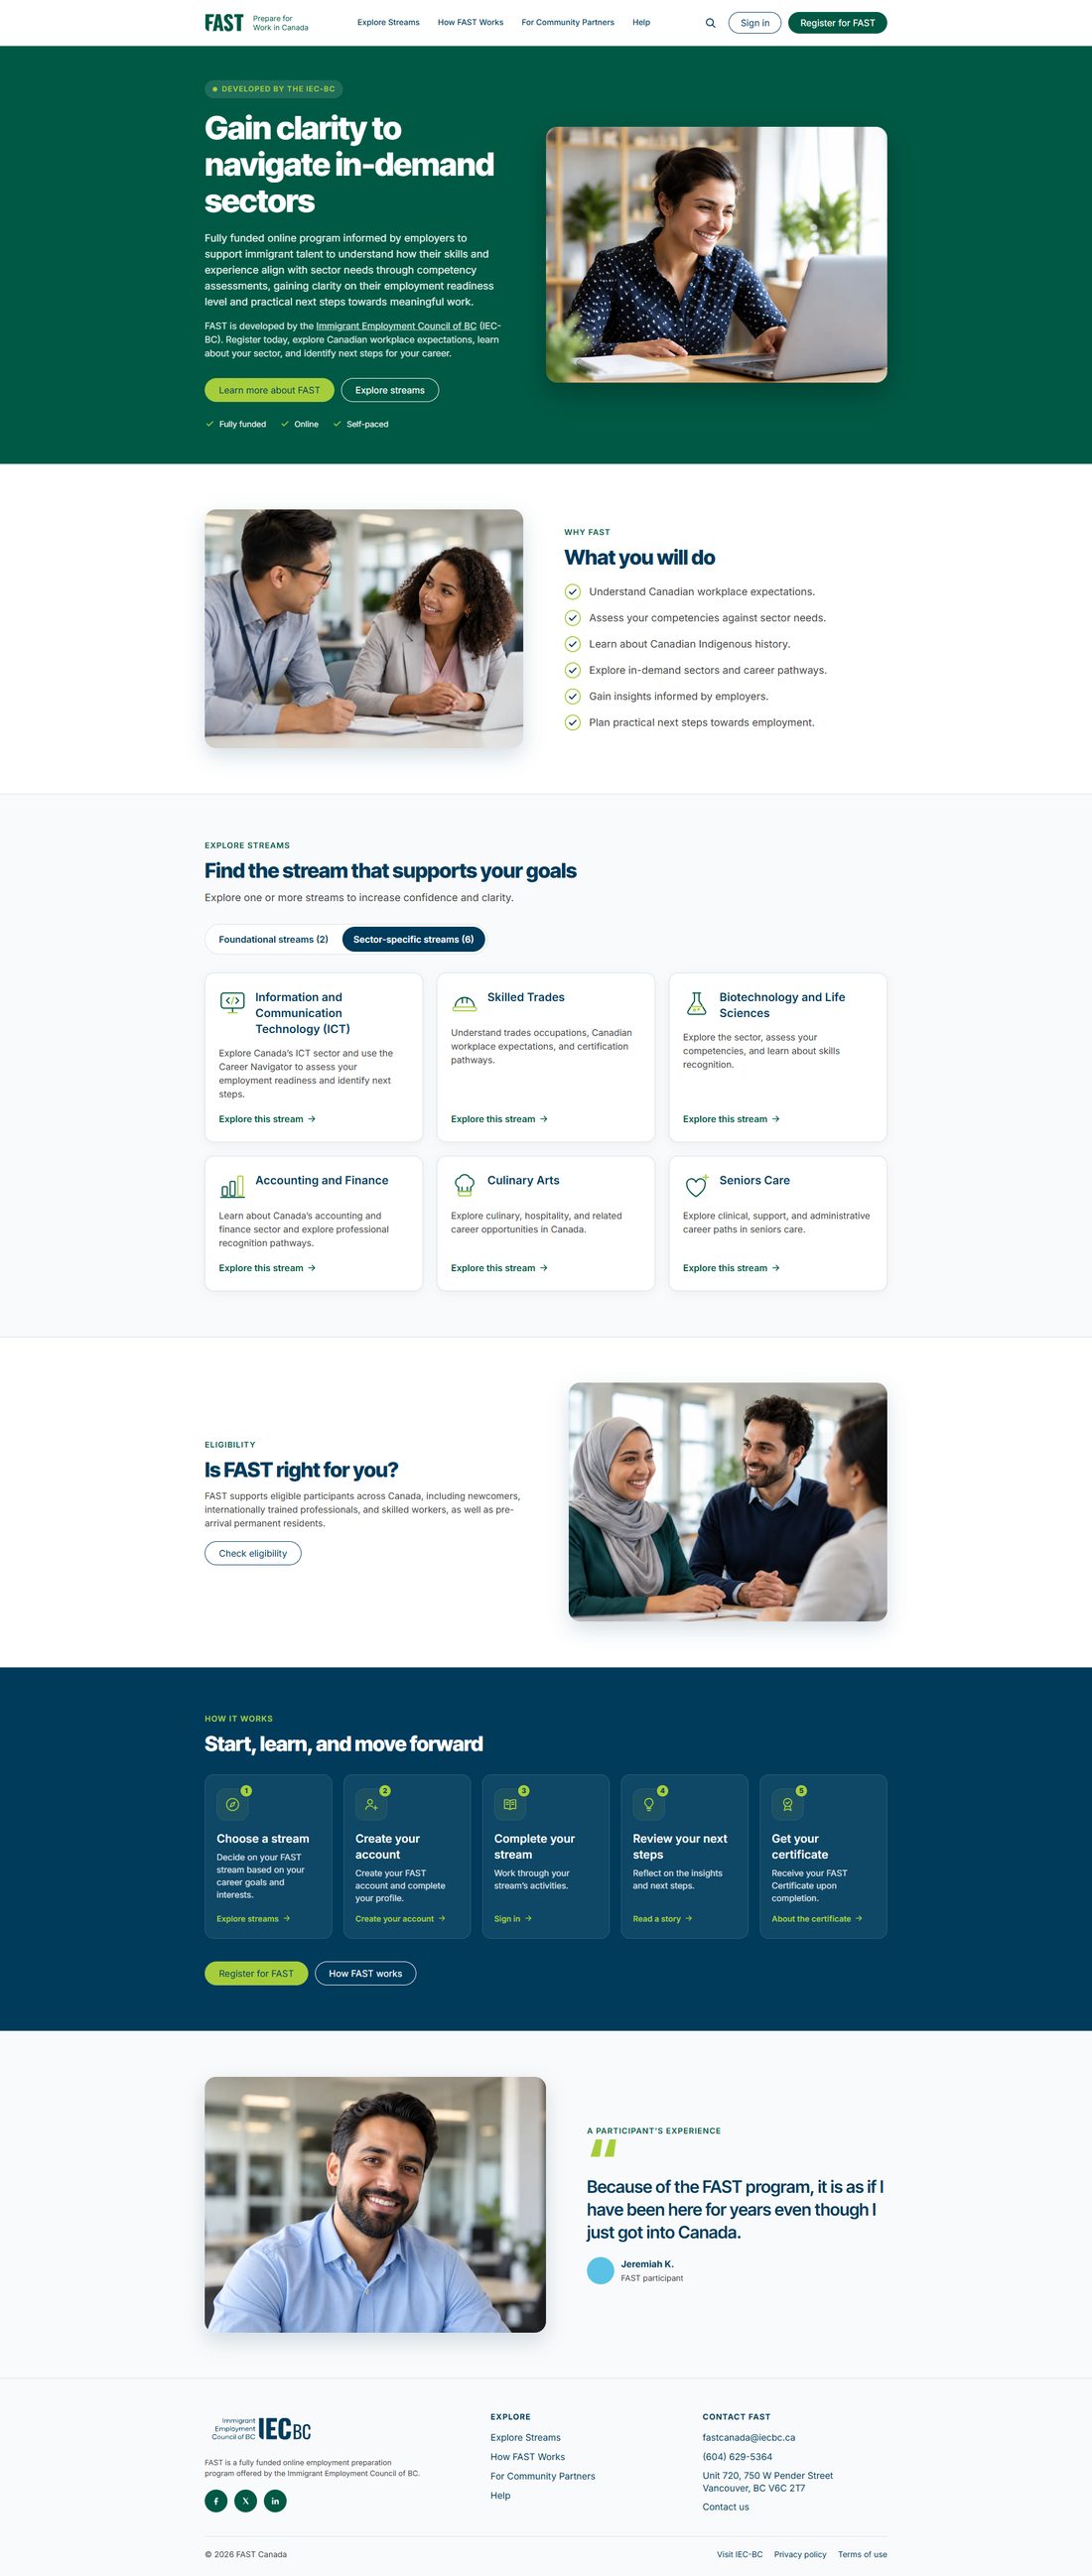 FAST
Prepare for
Work in Canada
Explore Streams
How FAST Works
For Community Partners
Help
Sign in
Register for FAST
DEVELOPED BY THE IEC-BC
Gain clarity to
navigate in-demand
sectors
Fully funded online program informed by employers to
support immigrant talent to understand how their skills and
experience align with sector needs through competency
assessments, gaining clarity on their employment readiness
level and practical next steps towards meaningful work.
FAST is developed by the Immigrant Employment Council of BC (IEC-
BC). Register today, explore Canadian workplace expectations, learn
about your sector, and identify next steps for your career.
Learn more about FAST
Explore streams
Fully funded
Online
Self-paced
WHY FAST
What you will do
Understand Canadian workplace expectations.
Assess your competencies against sector needs.
Learn about Canadian Indigenous history.
Explore in-demand sectors and career pathways.
Gain insights informed by employers.
Plan practical next steps towards employment.
EXPLORE STREAMS
Find the stream that supports your goals
Explore one or more streams to increase confidence and clarity.
Foundational streams (2)
Sector-specific streams (6)
Information and
Communication
Technology (ICT)
Explore Canada's ICT sector and use the
Career Navigator to assess your
employment readiness and identify next
steps.
Explore this stream →
Skilled Trades
Understand trades occupations, Canadian
workplace expectations, and certification
pathways.
Explore this stream →
Biotechnology and Life
Sciences
Explore the sector, assess your
competencies, and learn about skills
recognition.
Explore this stream →
Accounting and Finance
Learn about Canada's accounting and
finance sector and explore professional
recognition pathways.
Explore this stream →
Culinary Arts
Explore culinary, hospitality, and related
career opportunities in Canada.
Explore this stream →
Seniors Care
Explore clinical, support, and administrative
career paths in seniors care.
Explore this stream →
ELIGIBILITY
Is FAST right for you?
FAST supports eligible participants across Canada, including newcomers,
internationally trained professionals, and skilled workers, as well as pre-
arrival permanent residents.
Check eligibility
HOW IT WORKS
Start, learn, and move forward
1
Choose a stream
Decide on your FAST
stream based on your
career goals and
interests.
Explore streams →
2
Create your
account
Create your FAST
account and complete
your profile.
Create your account →
3
Complete your
stream
Work through your
stream's activities.
Sign in →
4
Review your next
steps
Reflect on the insights
and next steps.
Read a story →
5
Get your
certificate
Receive your FAST
Certificate upon
completion.
About the certificate →
Register for FAST
How FAST works
A PARTICIPANT'S EXPERIENCE
"
Because of the FAST program, it is as if I
have been here for years even though I
just got into Canada.
Jeremiah K.
FAST participant
Immigrant
Employment
Council of BC
IECBC
FAST is a fully funded online employment preparation
program offered by the Immigrant Employment Council of BC.
f
X
in
EXPLORE
Explore Streams
How FAST Works
For Community Partners
Help
CONTACT FAST
fastcanada@iecbc.ca
(604) 629-5364
Unit 720, 750 W Pender Street
Vancouver, BC V6C 2T7
Contact us
© 2026 FAST Canada
Visit IEC-BC
Privacy policy
Terms of use